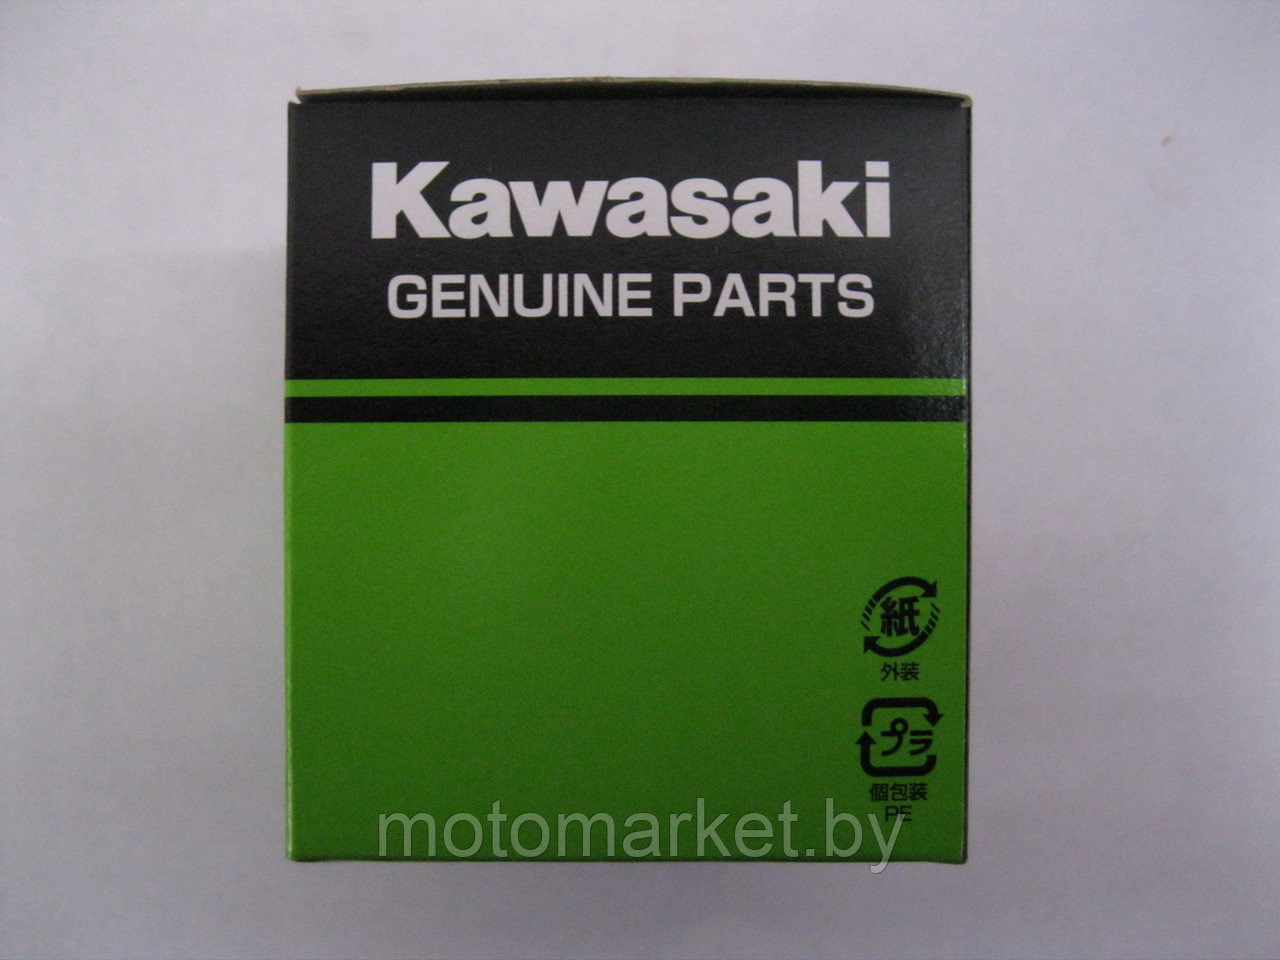 Kawasaki
GENUINE PARTS
紙
外装
プラ
個包装
PE
motomarket.by